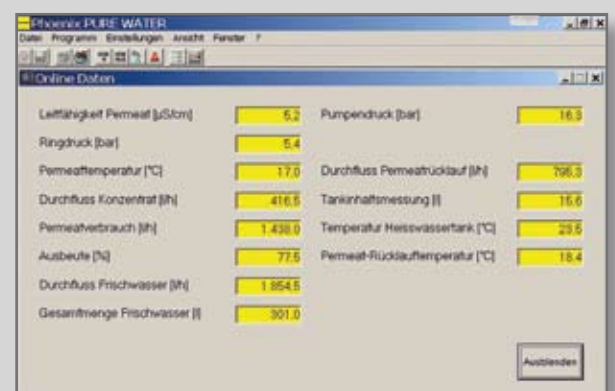 Phoenix PURE WATER
Datei Programm Einstellungen Ansicht Fenster ?
Online Daten
Leitfähigkeit Permeat [µS/cm] 5,2 Pumpendruck [bar] 16,3
Ringdruck [bar] 5,4
Permeattemperatur [°C] 17,0 Durchfluss Permeatrücklauf [l/h] 795,3
Durchfluss Konzentrat [l/h] 416,5 Tankinhaltsmessung [l] 15,6
Permeatverbrauch [l/h] 1.438,0 Temperatur Heisswassertank [°C] 23,5
Ausbeute [%] 77,5 Permeat-Rücklauftemperatur [°C] 18,4
Durchfluss Frischwasser [l/h] 1.854,5
Gesamtmenge Frischwasser [l] 301,0
Ausblenden